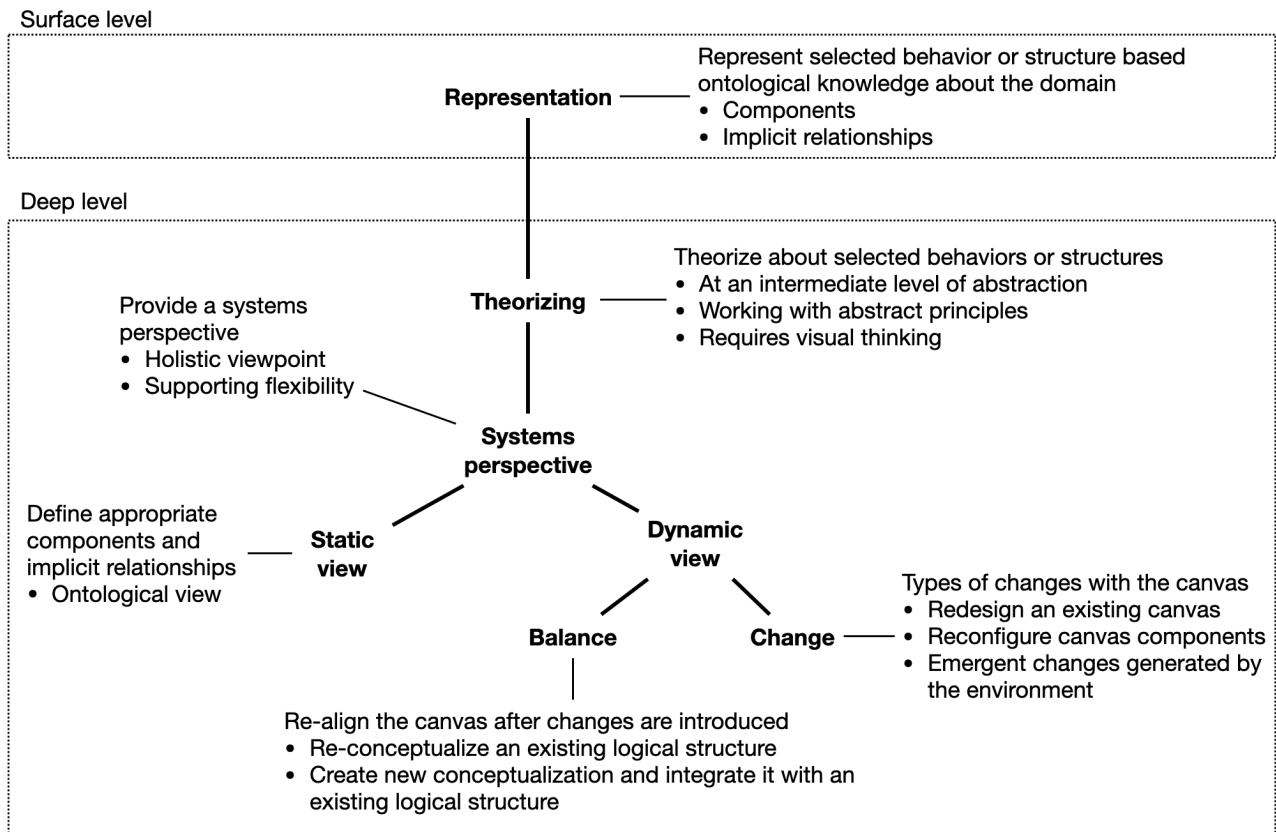 Surface level
Representation
Represent selected behavior or structure based
ontological knowledge about the domain
• Components
• Implicit relationships
Deep level
Theorizing
Theorize about selected behaviors or structures
• At an intermediate level of abstraction
• Working with abstract principles
• Requires visual thinking
Provide a systems
perspective
• Holistic viewpoint
• Supporting flexibility
Systems
perspective
Define appropriate
components and
implicit relationships
• Ontological view
Static
view
Dynamic
view
Balance
Change
Types of changes with the canvas
• Redesign an existing canvas
• Reconfigure canvas components
• Emergent changes generated by
the environment
Re-align the canvas after changes are introduced
• Re-conceptualize an existing logical structure
• Create new conceptualization and integrate it with an
existing logical structure